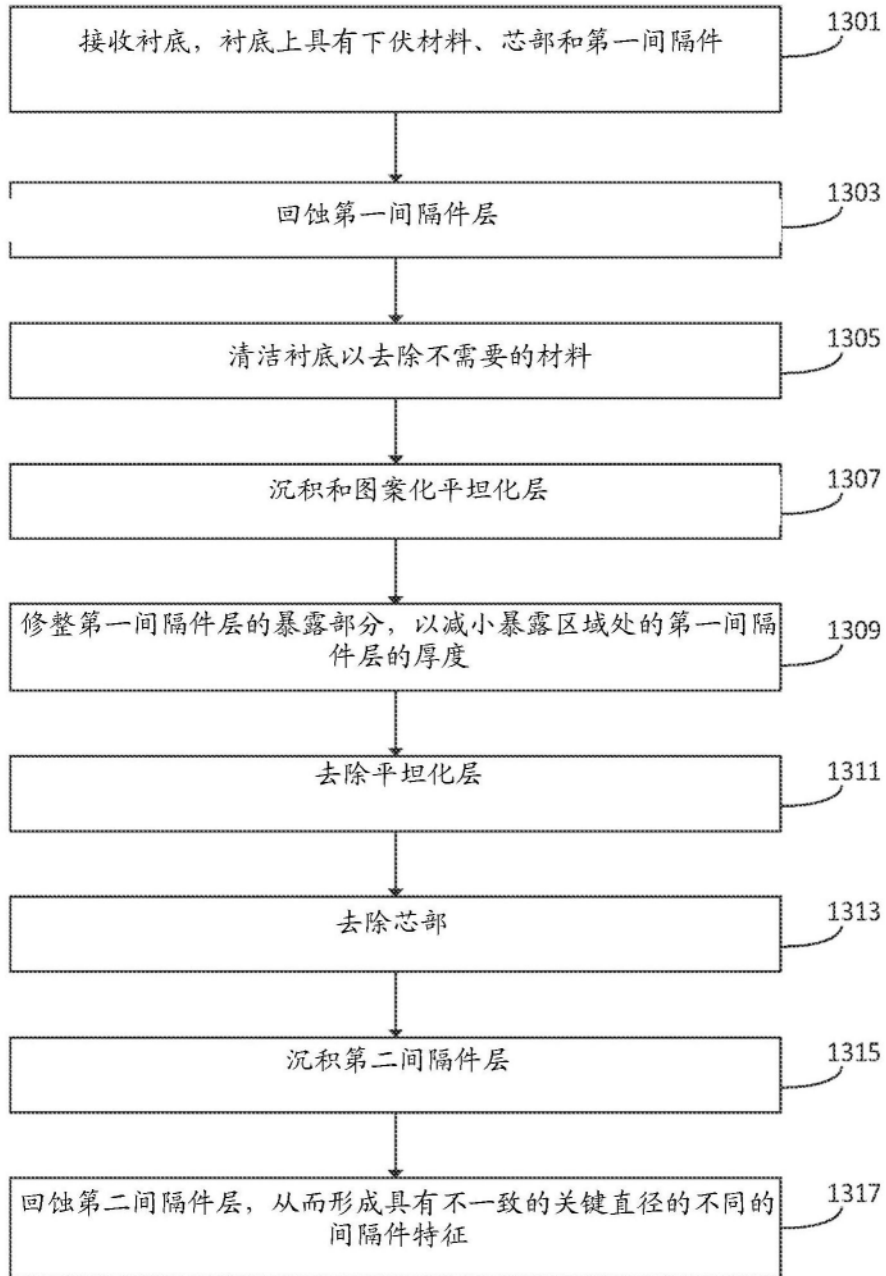 接收衬底，衬底上具有下伏材料、芯部和第一间隔件
1301
回蚀第一间隔件层
1303
清洁衬底以去除不需要的材料
1305
沉积和图案化平坦化层
1307
修整第一间隔件层的暴露部分，以减小暴露区域处的第一间隔
件层的厚度
1309
去除平坦化层
1311
去除芯部
1313
沉积第二间隔件层
1315
回蚀第二间隔件层，从而形成具有不一致的关键直径的不同的
间隔件特征
1317